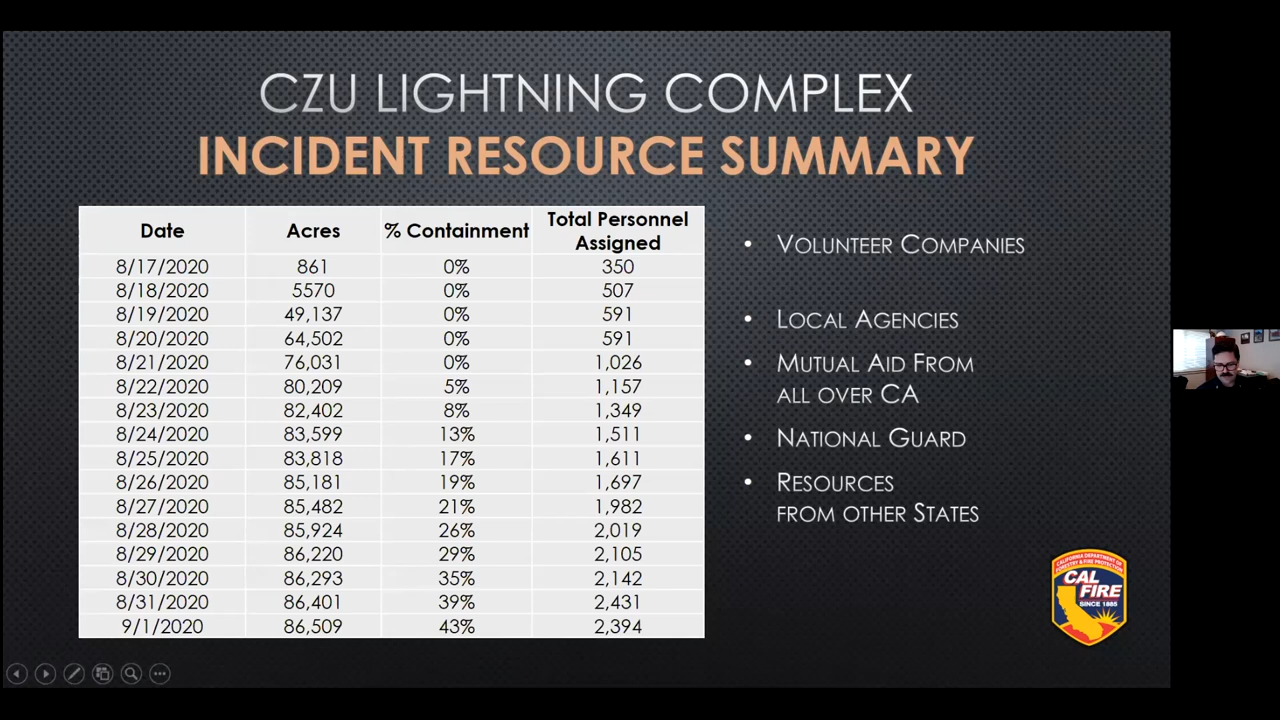 CZU LIGHTNING COMPLEX
INCIDENT RESOURCE SUMMARY
Date Acres % Containment Total Personnel Assigned
8/17/2020 861 0% 350
8/18/2020 5570 0% 507
8/19/2020 49,137 0% 591
8/20/2020 64,502 0% 591
8/21/2020 76,031 0% 1,026
8/22/2020 80,209 5% 1,157
8/23/2020 82,402 8% 1,349
8/24/2020 83,599 13% 1,511
8/25/2020 83,818 17% 1,611
8/26/2020 85,181 19% 1,697
8/27/2020 85,482 21% 1,982
8/28/2020 85,924 26% 2,019
8/29/2020 86,220 29% 2,105
8/30/2020 86,293 35% 2,142
8/31/2020 86,401 39% 2,431
9/1/2020 86,509 43% 2,394
• VOLUNTEER COMPANIES
• LOCAL AGENCIES
• MUTUAL AID FROM
ALL OVER CA
• NATIONAL GUARD
• RESOURCES
FROM OTHER STATES
CALIFORNIA DEPARTMENT OF
FORESTRY & FIRE PROTECTION
CAL
FIRE
SINCE 1885